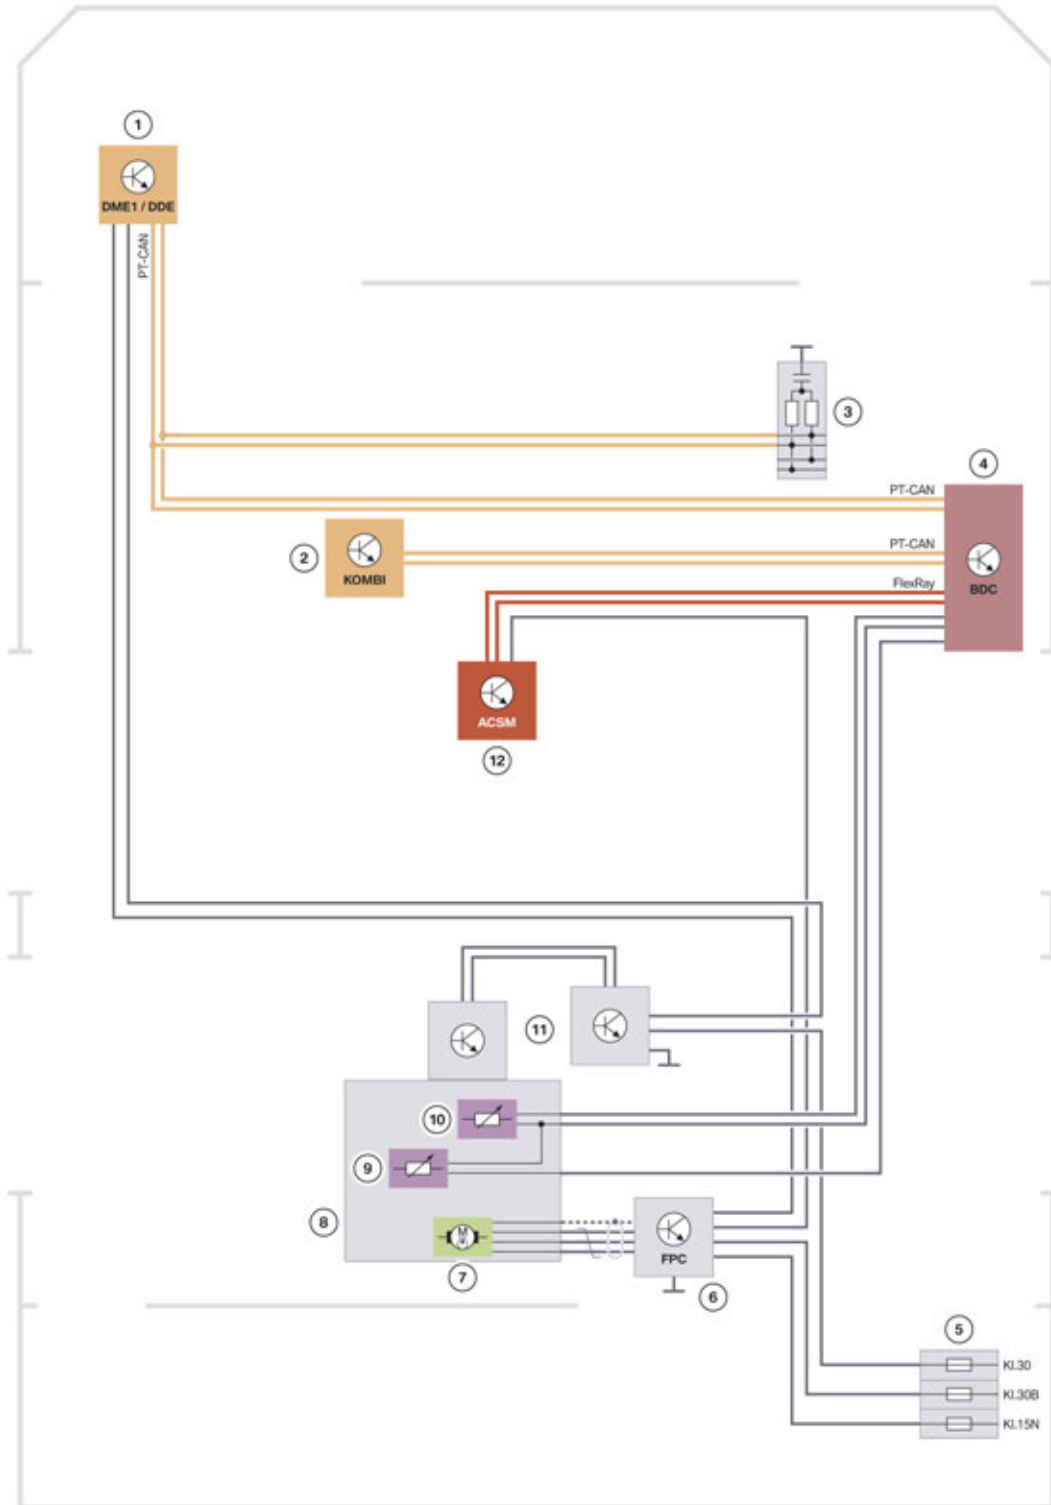 1
DME1 / DDE
PT-CAN
3
4
PT-CAN
2
KOMBI
PT-CAN
BDC
FlexRay
ACSM
12
11
10
9
8
M
7
FPC
6
5
Kl.30
Kl.30B
Kl.15N